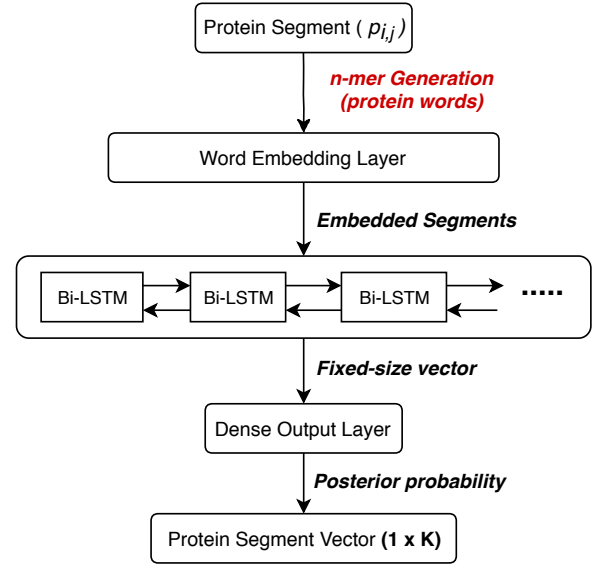 Protein Segment ( p i,j )
n-mer Generation
(protein words)
Word Embedding Layer
Embedded Segments
Bi-LSTM Bi-LSTM Bi-LSTM .....
Fixed-size vector
Dense Output Layer
Posterior probability
Protein Segment Vector (1 x K)